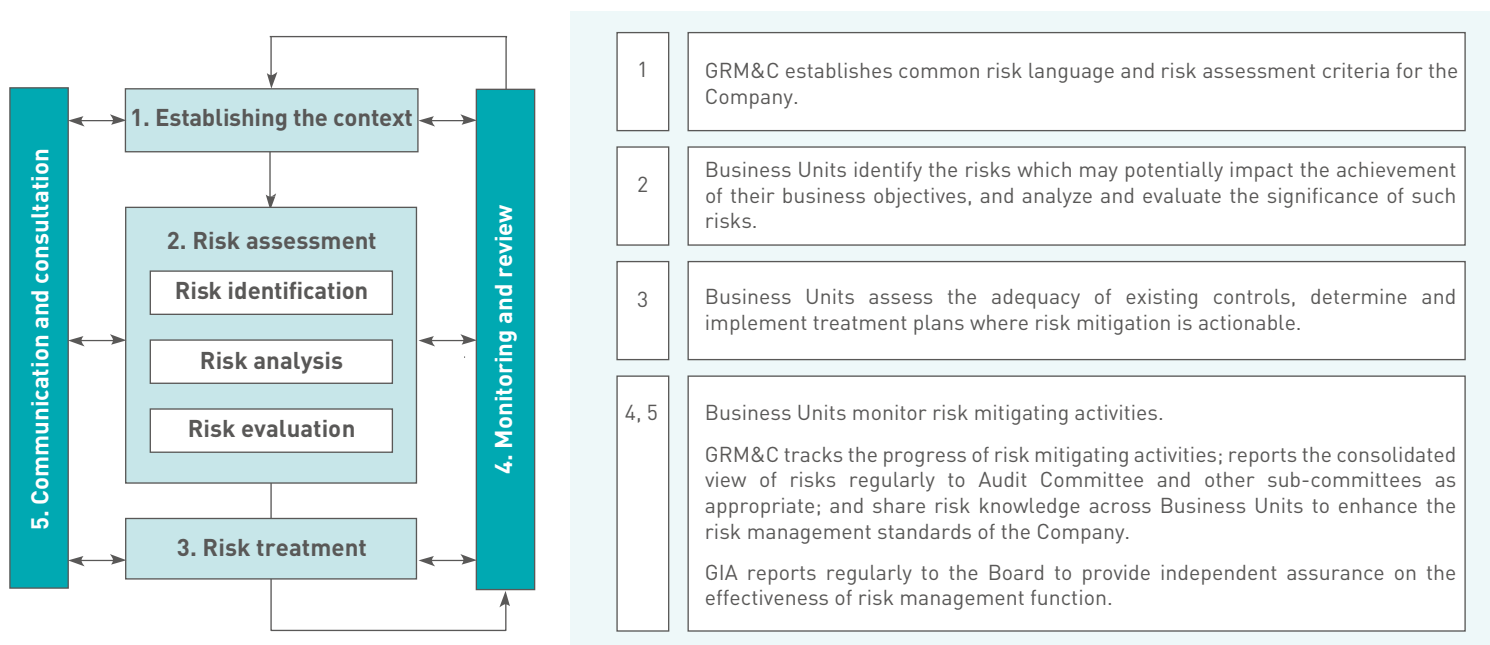 5. Communication and consultation
1. Establishing the context
2. Risk assessment
Risk identification
Risk analysis
Risk evaluation
3. Risk treatment
4. Monitoring and review
1
GRM&C establishes common risk language and risk assessment criteria for the
Company.
2
Business Units identify the risks which may potentially impact the achievement
of their business objectives, and analyze and evaluate the significance of such
risks.
3
Business Units assess the adequacy of existing controls, determine and
implement treatment plans where risk mitigation is actionable.
4, 5
Business Units monitor risk mitigating activities.
GRM&C tracks the progress of risk mitigating activities; reports the consolidated
view of risks regularly to Audit Committee and other sub-committees as
appropriate; and share risk knowledge across Business Units to enhance the
risk management standards of the Company.
GIA reports regularly to the Board to provide independent assurance on the
effectiveness of risk management function.